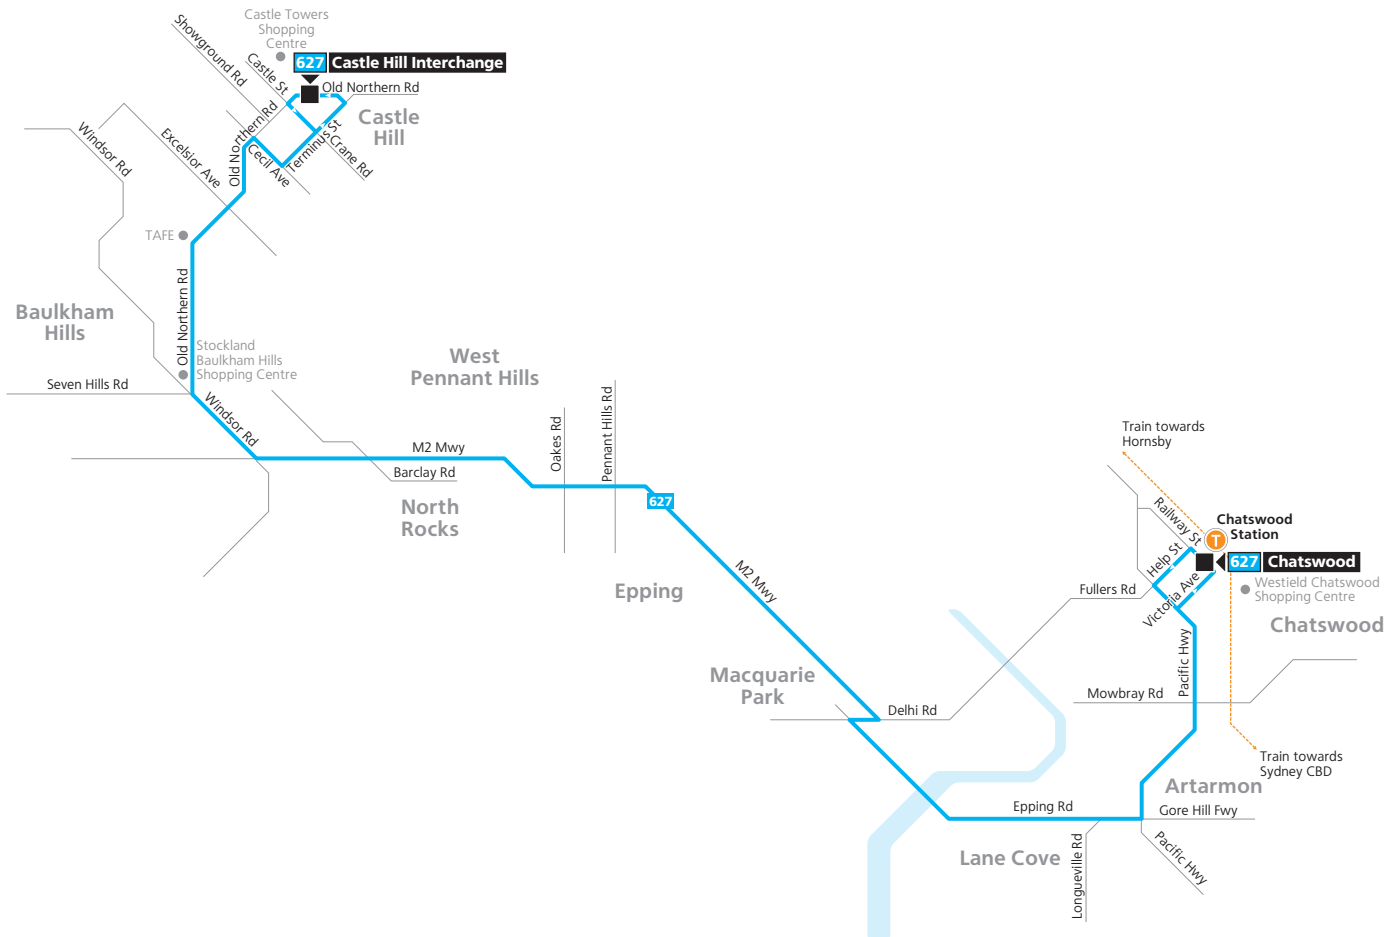 Castle Towers
Shopping
Centre
Showground Rd
Castle St
627 Castle Hill Interchange
Old Northern Rd
Castle
Hill
Windsor Rd
Excelsior Ave
Old Northern Rd
Cecil Ave
Terminus St
Crane Rd
TAFE
Old Northern Rd
Baulkham
Hills
Stockland
Baulkham Hills
Shopping Centre
Seven Hills Rd
Windsor Rd
West
Pennant Hills
M2 Mwy
Barclay Rd
Oakes Rd
Pennant Hills Rd
North
Rocks
627
Epping
M2 Mwy
Train towards
Hornsby
Railway St
Chatswood
Station
T
Help St
627 Chatswood
Victoria Ave
Westfield Chatswood
Shopping Centre
Fullers Rd
Chatswood
Pacific Hwy
Macquarie
Park
Mowbray Rd
Delhi Rd
Train towards
Sydney CBD
Artarmon
Epping Rd
Gore Hill Fwy
Lane Cove
Longueville Rd
Pacific Hwy